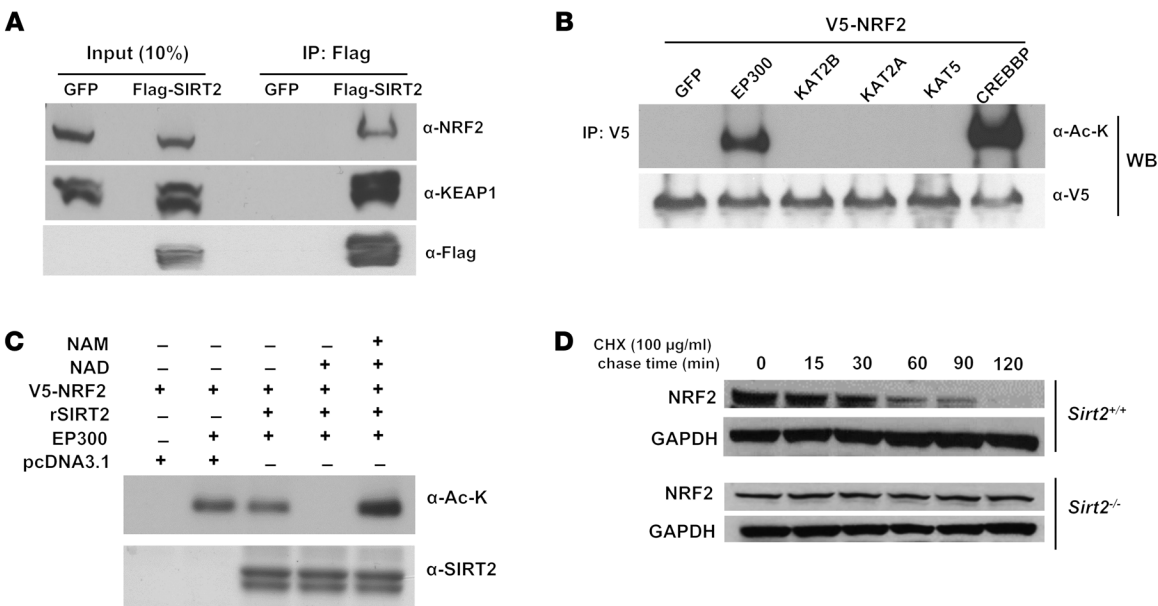 A
Input (10%) IP: Flag
GFP Flag-SIRT2 GFP Flag-SIRT2
α-NRF2
α-KEAP1
α-Flag
B
V5-NRF2
GFP EP300 KAT2B KAT2A KAT5 CREBBP
IP: V5 α-Ac-K
WB
α-V5
C
NAM – – – – +
NAD – – – + +
V5-NRF2 + + + + +
rSIRT2 – – + + +
EP300 – + + + +
pcDNA3.1 + + – – –
α-Ac-K
α-SIRT2
D
CHX (100 µg/ml)
chase time (min) 0 15 30 60 90 120
NRF2
Sirt2+/+
GAPDH
NRF2
Sirt2-/-
GAPDH